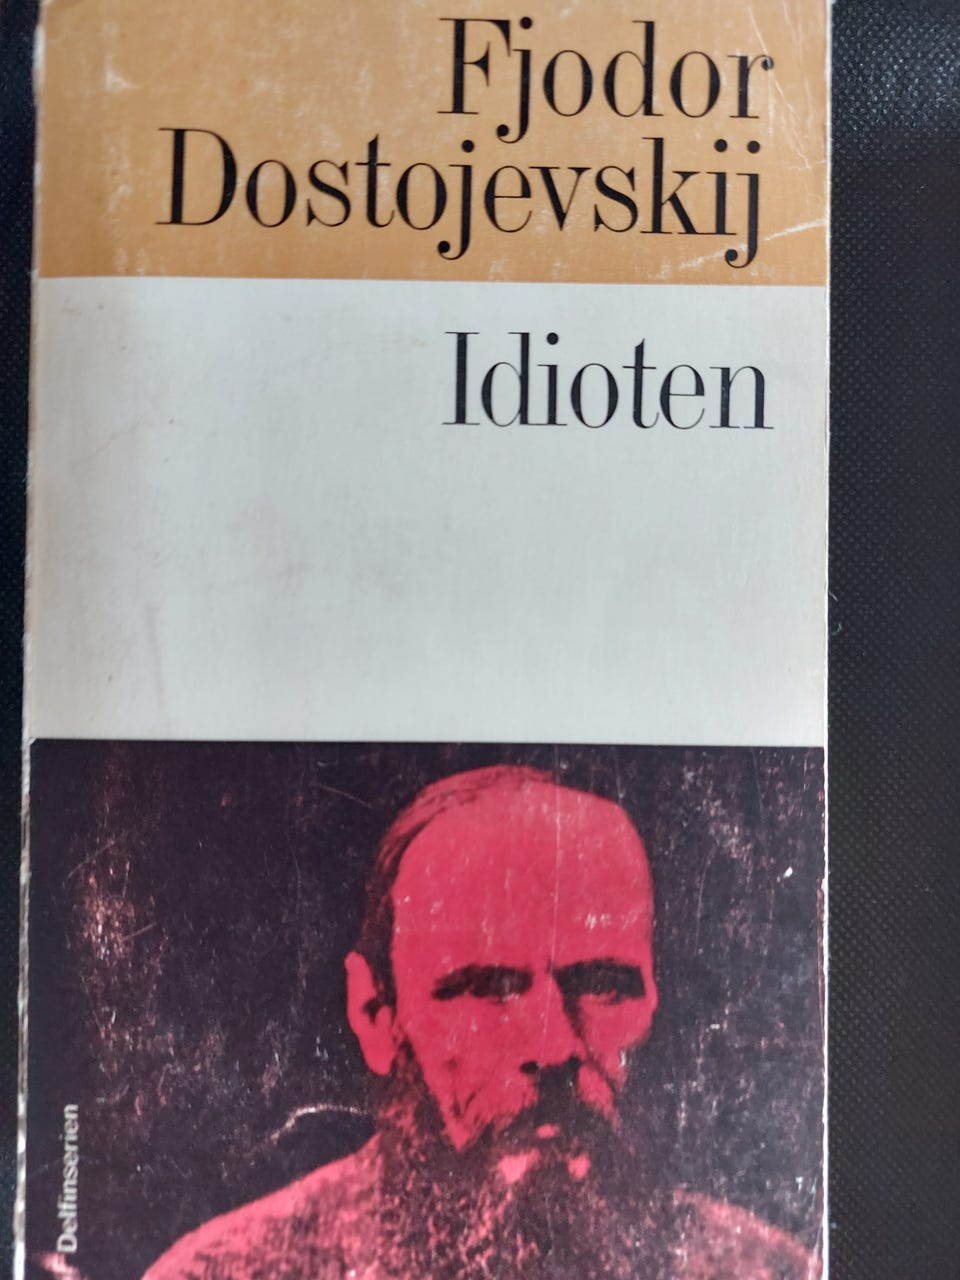 Fjodor
Dostojevskij
Idioten
Delfinserien